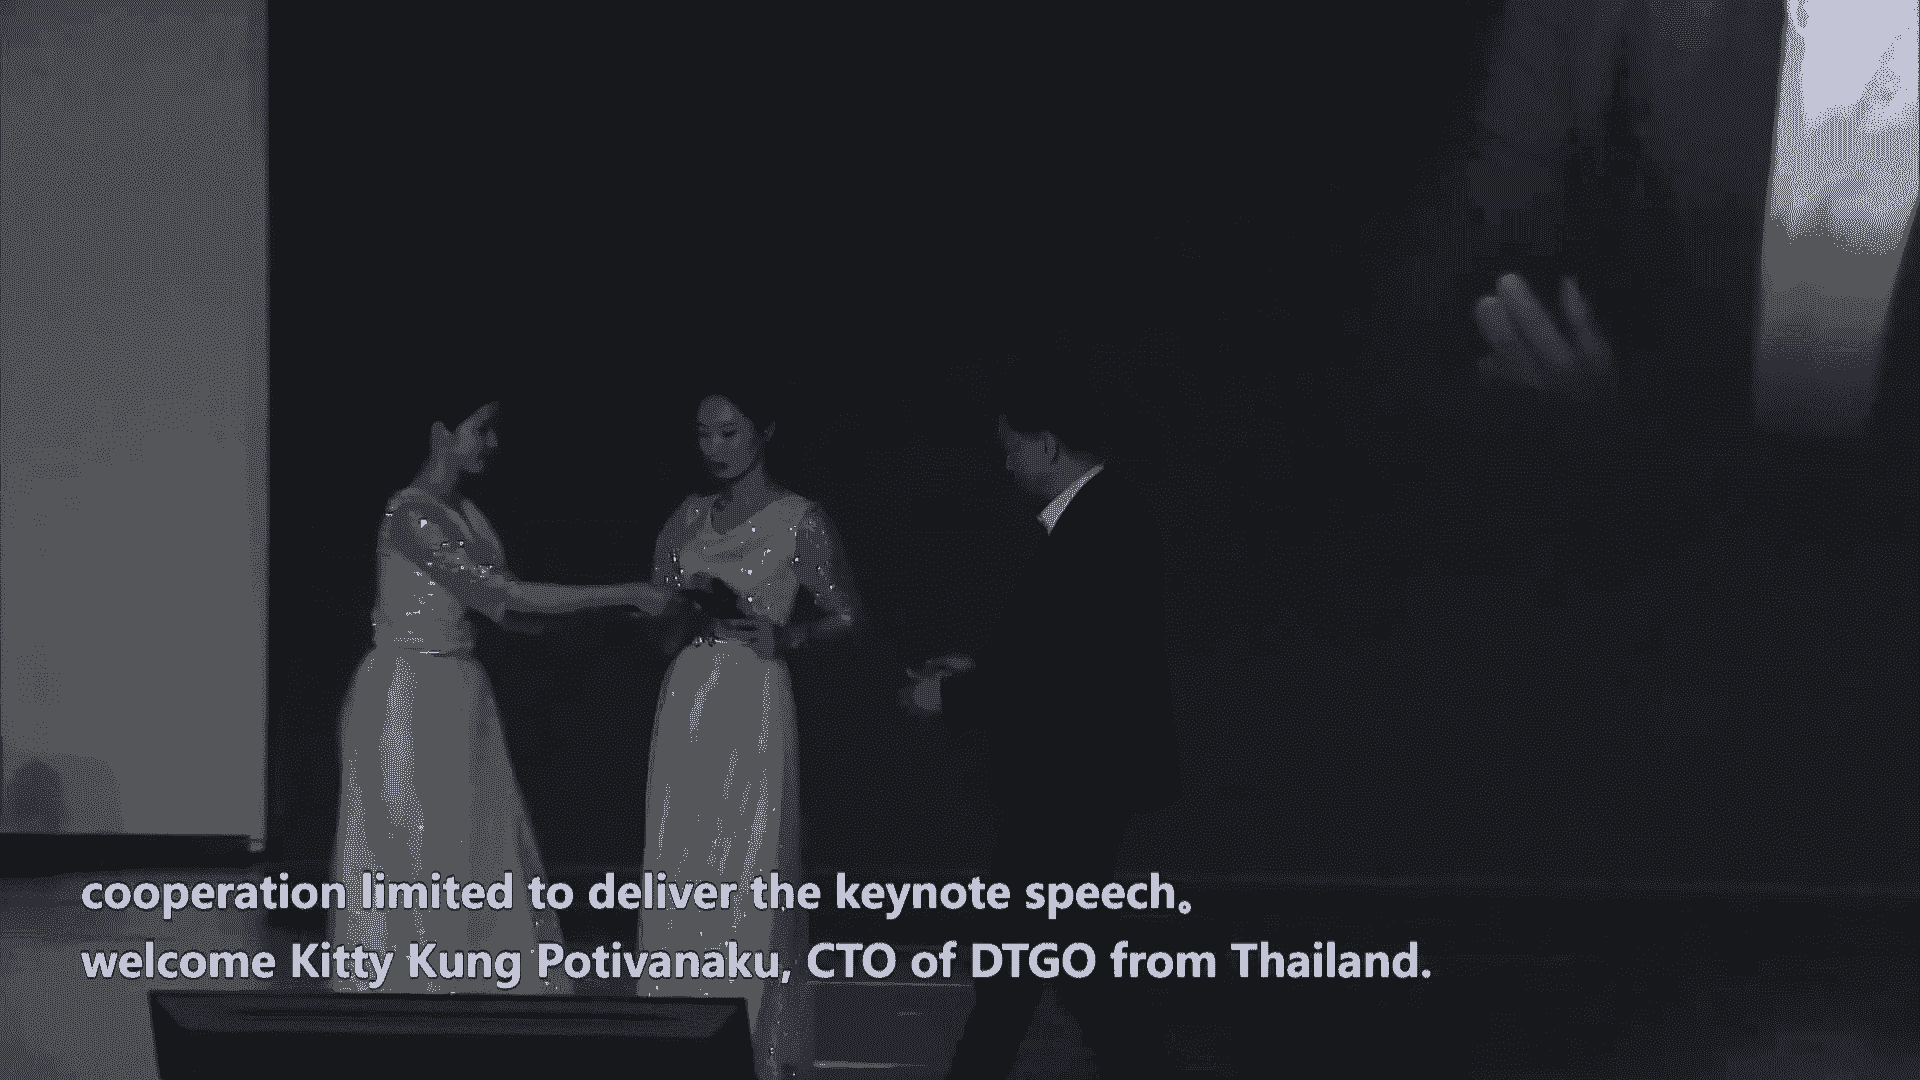 cooperation limited to deliver the keynote speech。
welcome Kitty Kung Potivanaku, CTO of DTGO from Thailand.